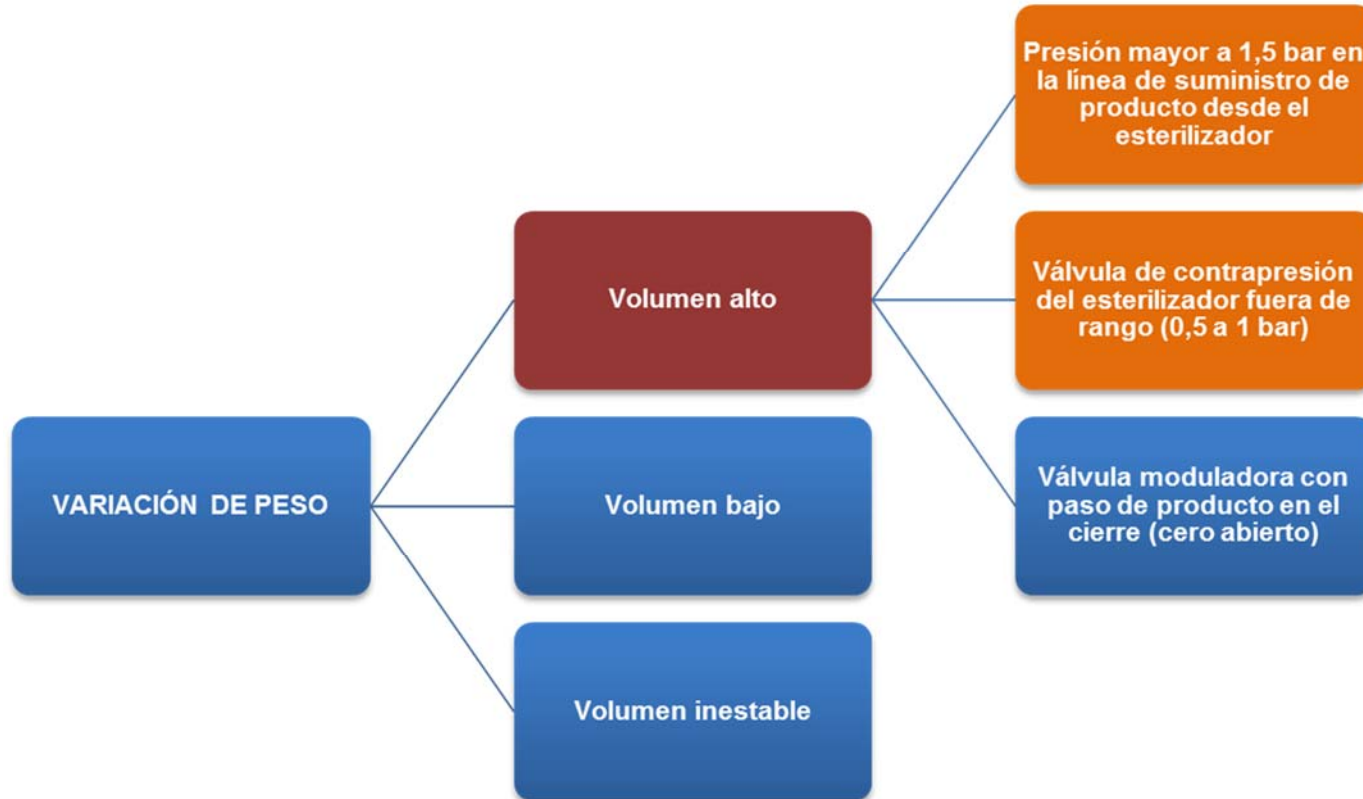 Presión mayor a 1,5 bar en
la línea de suministro de
producto desde el
esterilizador
Volumen alto
Válvula de contrapresión
del esterilizador fuera de
rango (0,5 a 1 bar)
VARIACIÓN DE PESO
Volumen bajo
Válvula moduladora con
paso de producto en el
cierre (cero abierto)
Volumen inestable